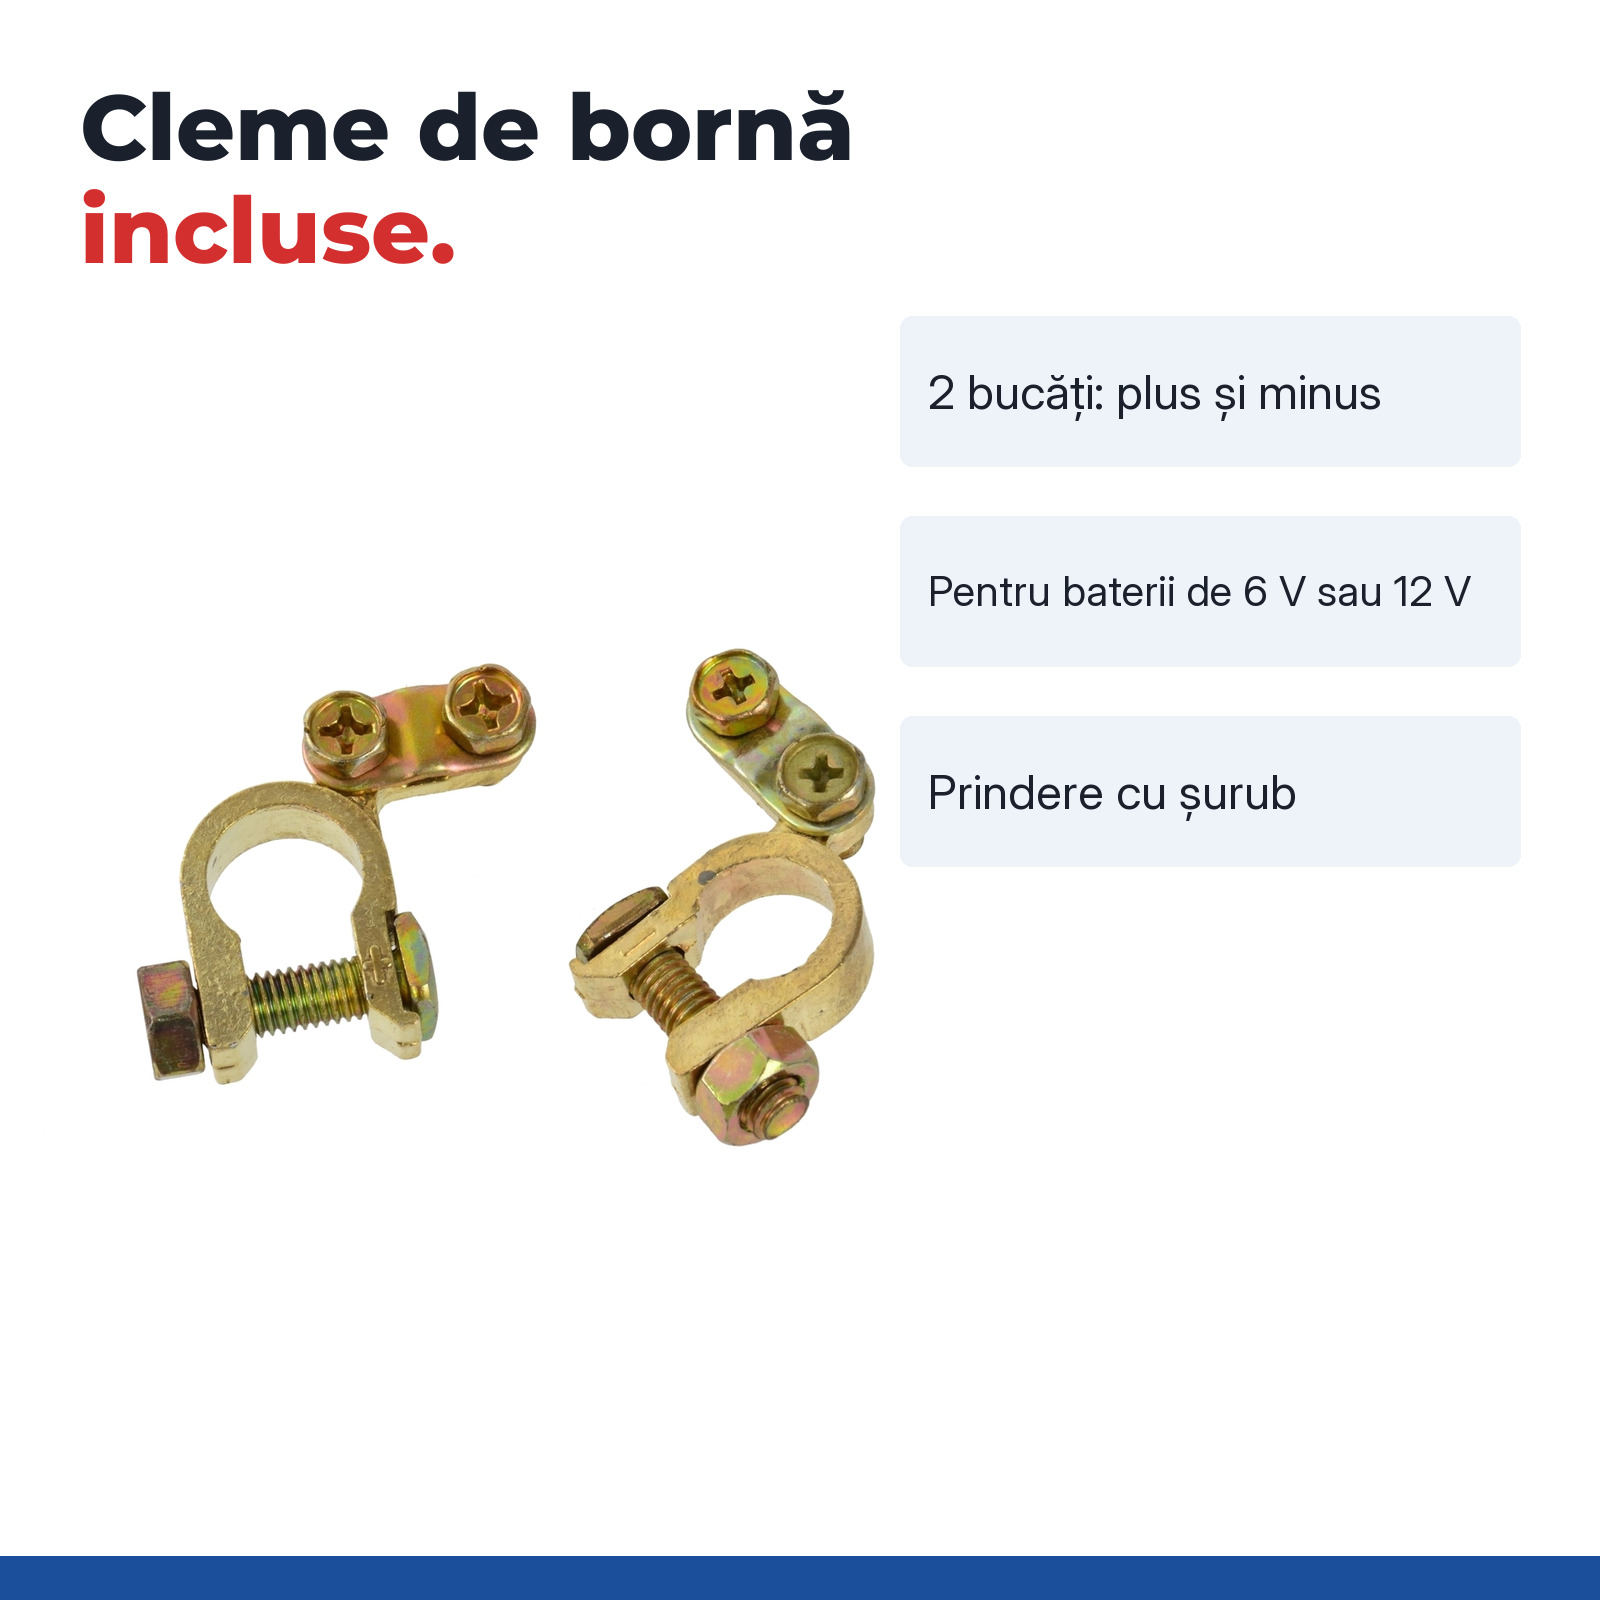 Cleme de bornă
incluse.
2 bucăți: plus și minus
Pentru baterii de 6 V sau 12 V
Prindere cu șurub